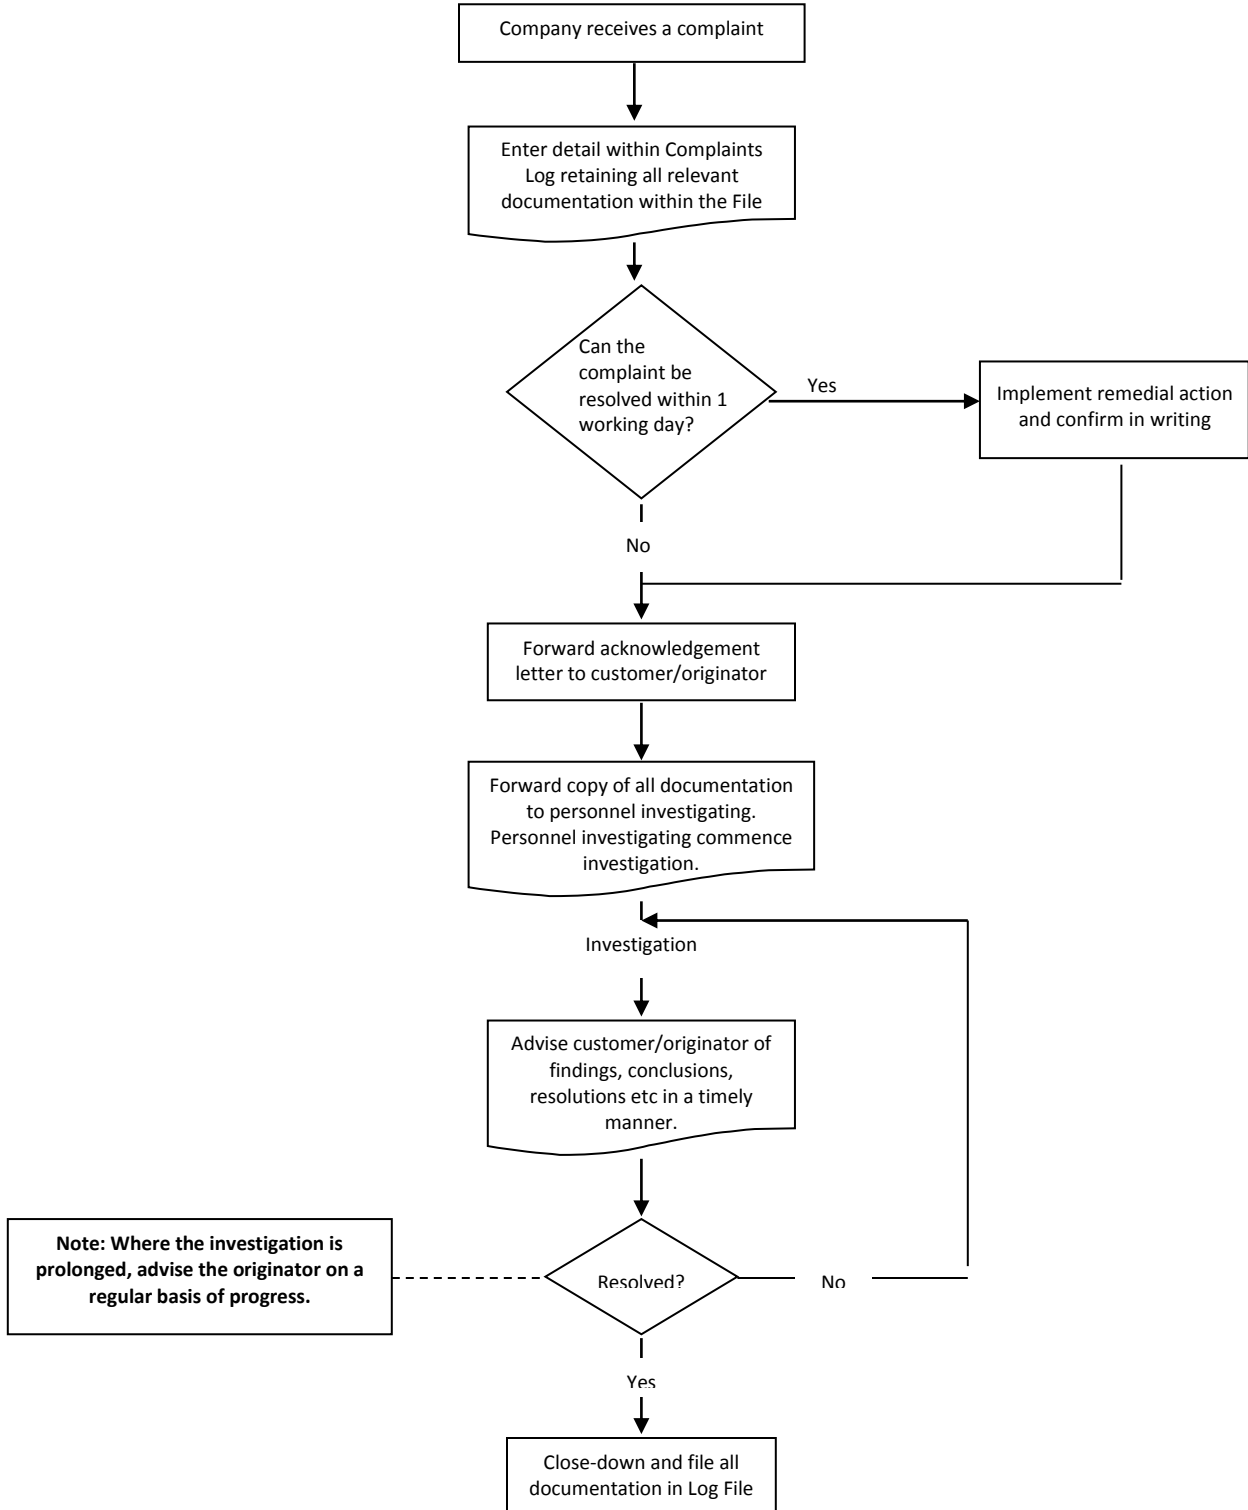 Company receives a complaint
Enter detail within Complaints
Log retaining all relevant
documentation within the File
Can the
complaint be
resolved within 1
working day?
Yes
Implement remedial action
and confirm in writing
No
Forward acknowledgement
letter to customer/originator
Forward copy of all documentation
to personnel investigating.
Personnel investigating commence
investigation.
Investigation
Advise customer/originator of
findings, conclusions,
resolutions etc in a timely
manner.
Note: Where the investigation is
prolonged, advise the originator on a
regular basis of progress.
Resolved?
No
Yes
Close-down and file all
documentation in Log File